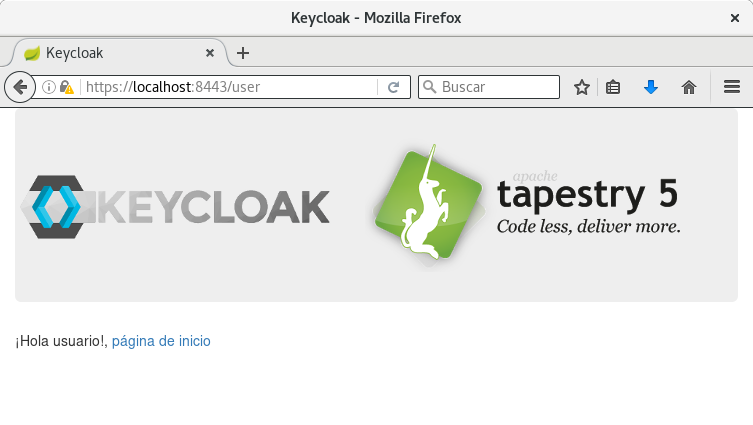 Keycloak - Mozilla Firefox
Keycloak
https://localhost:8443/user
Buscar
KEYCLOAK
apache
tapestry 5
Code less, deliver more.
¡Hola usuario!, página de inicio